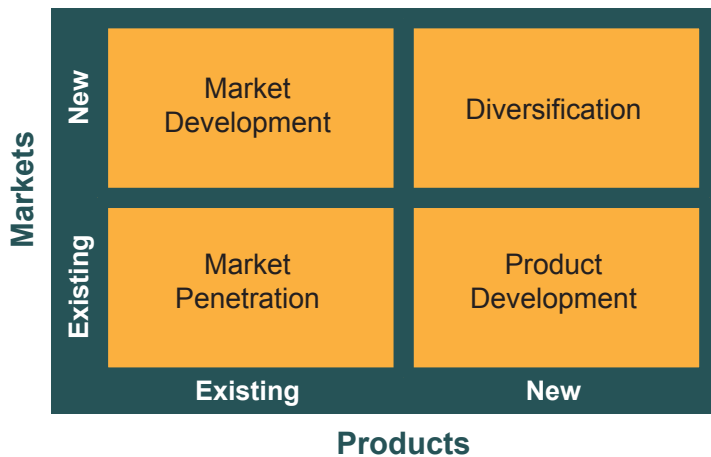 Markets
New
Market
Development
Diversification
Existing
Market
Penetration
Product
Development
Existing
New
Products